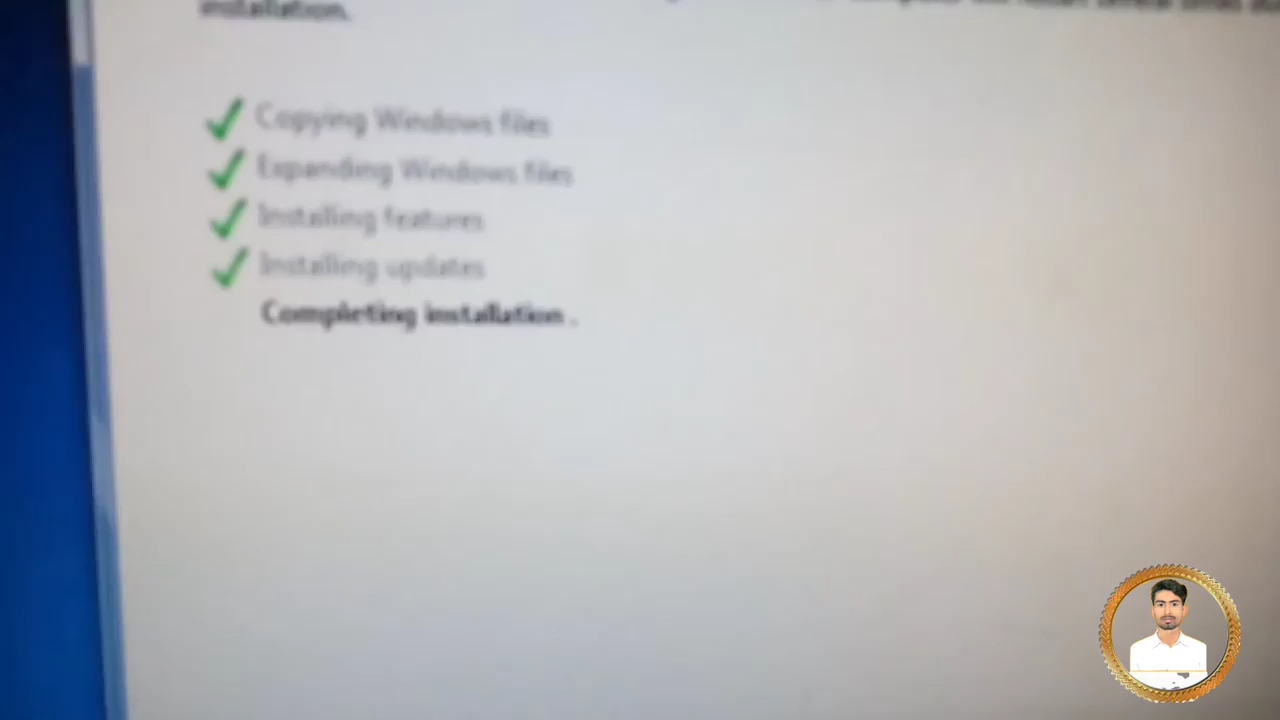 installation.
Copying Windows files
Expanding Windows files
Installing features
Installing updates
Completing installation .